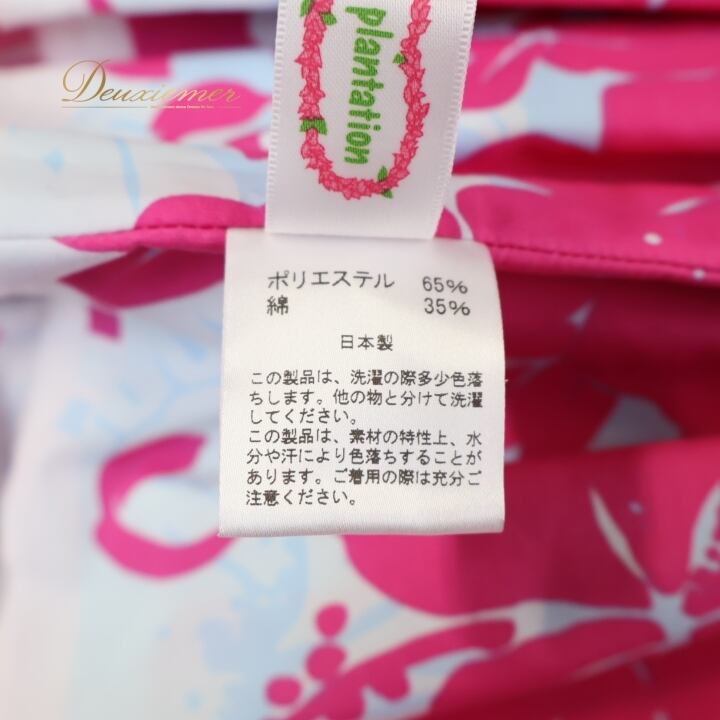 Deuxiemer
plantation
ポリエステル 65%
綿 35%
日本製
この製品は、洗濯の際多少色落
ちします。他の物と分けて洗濯
してください。
この製品は、素材の特性上、水
分や汗により色落ちすることが
あります。ご着用の際は充分ご
注意ください。